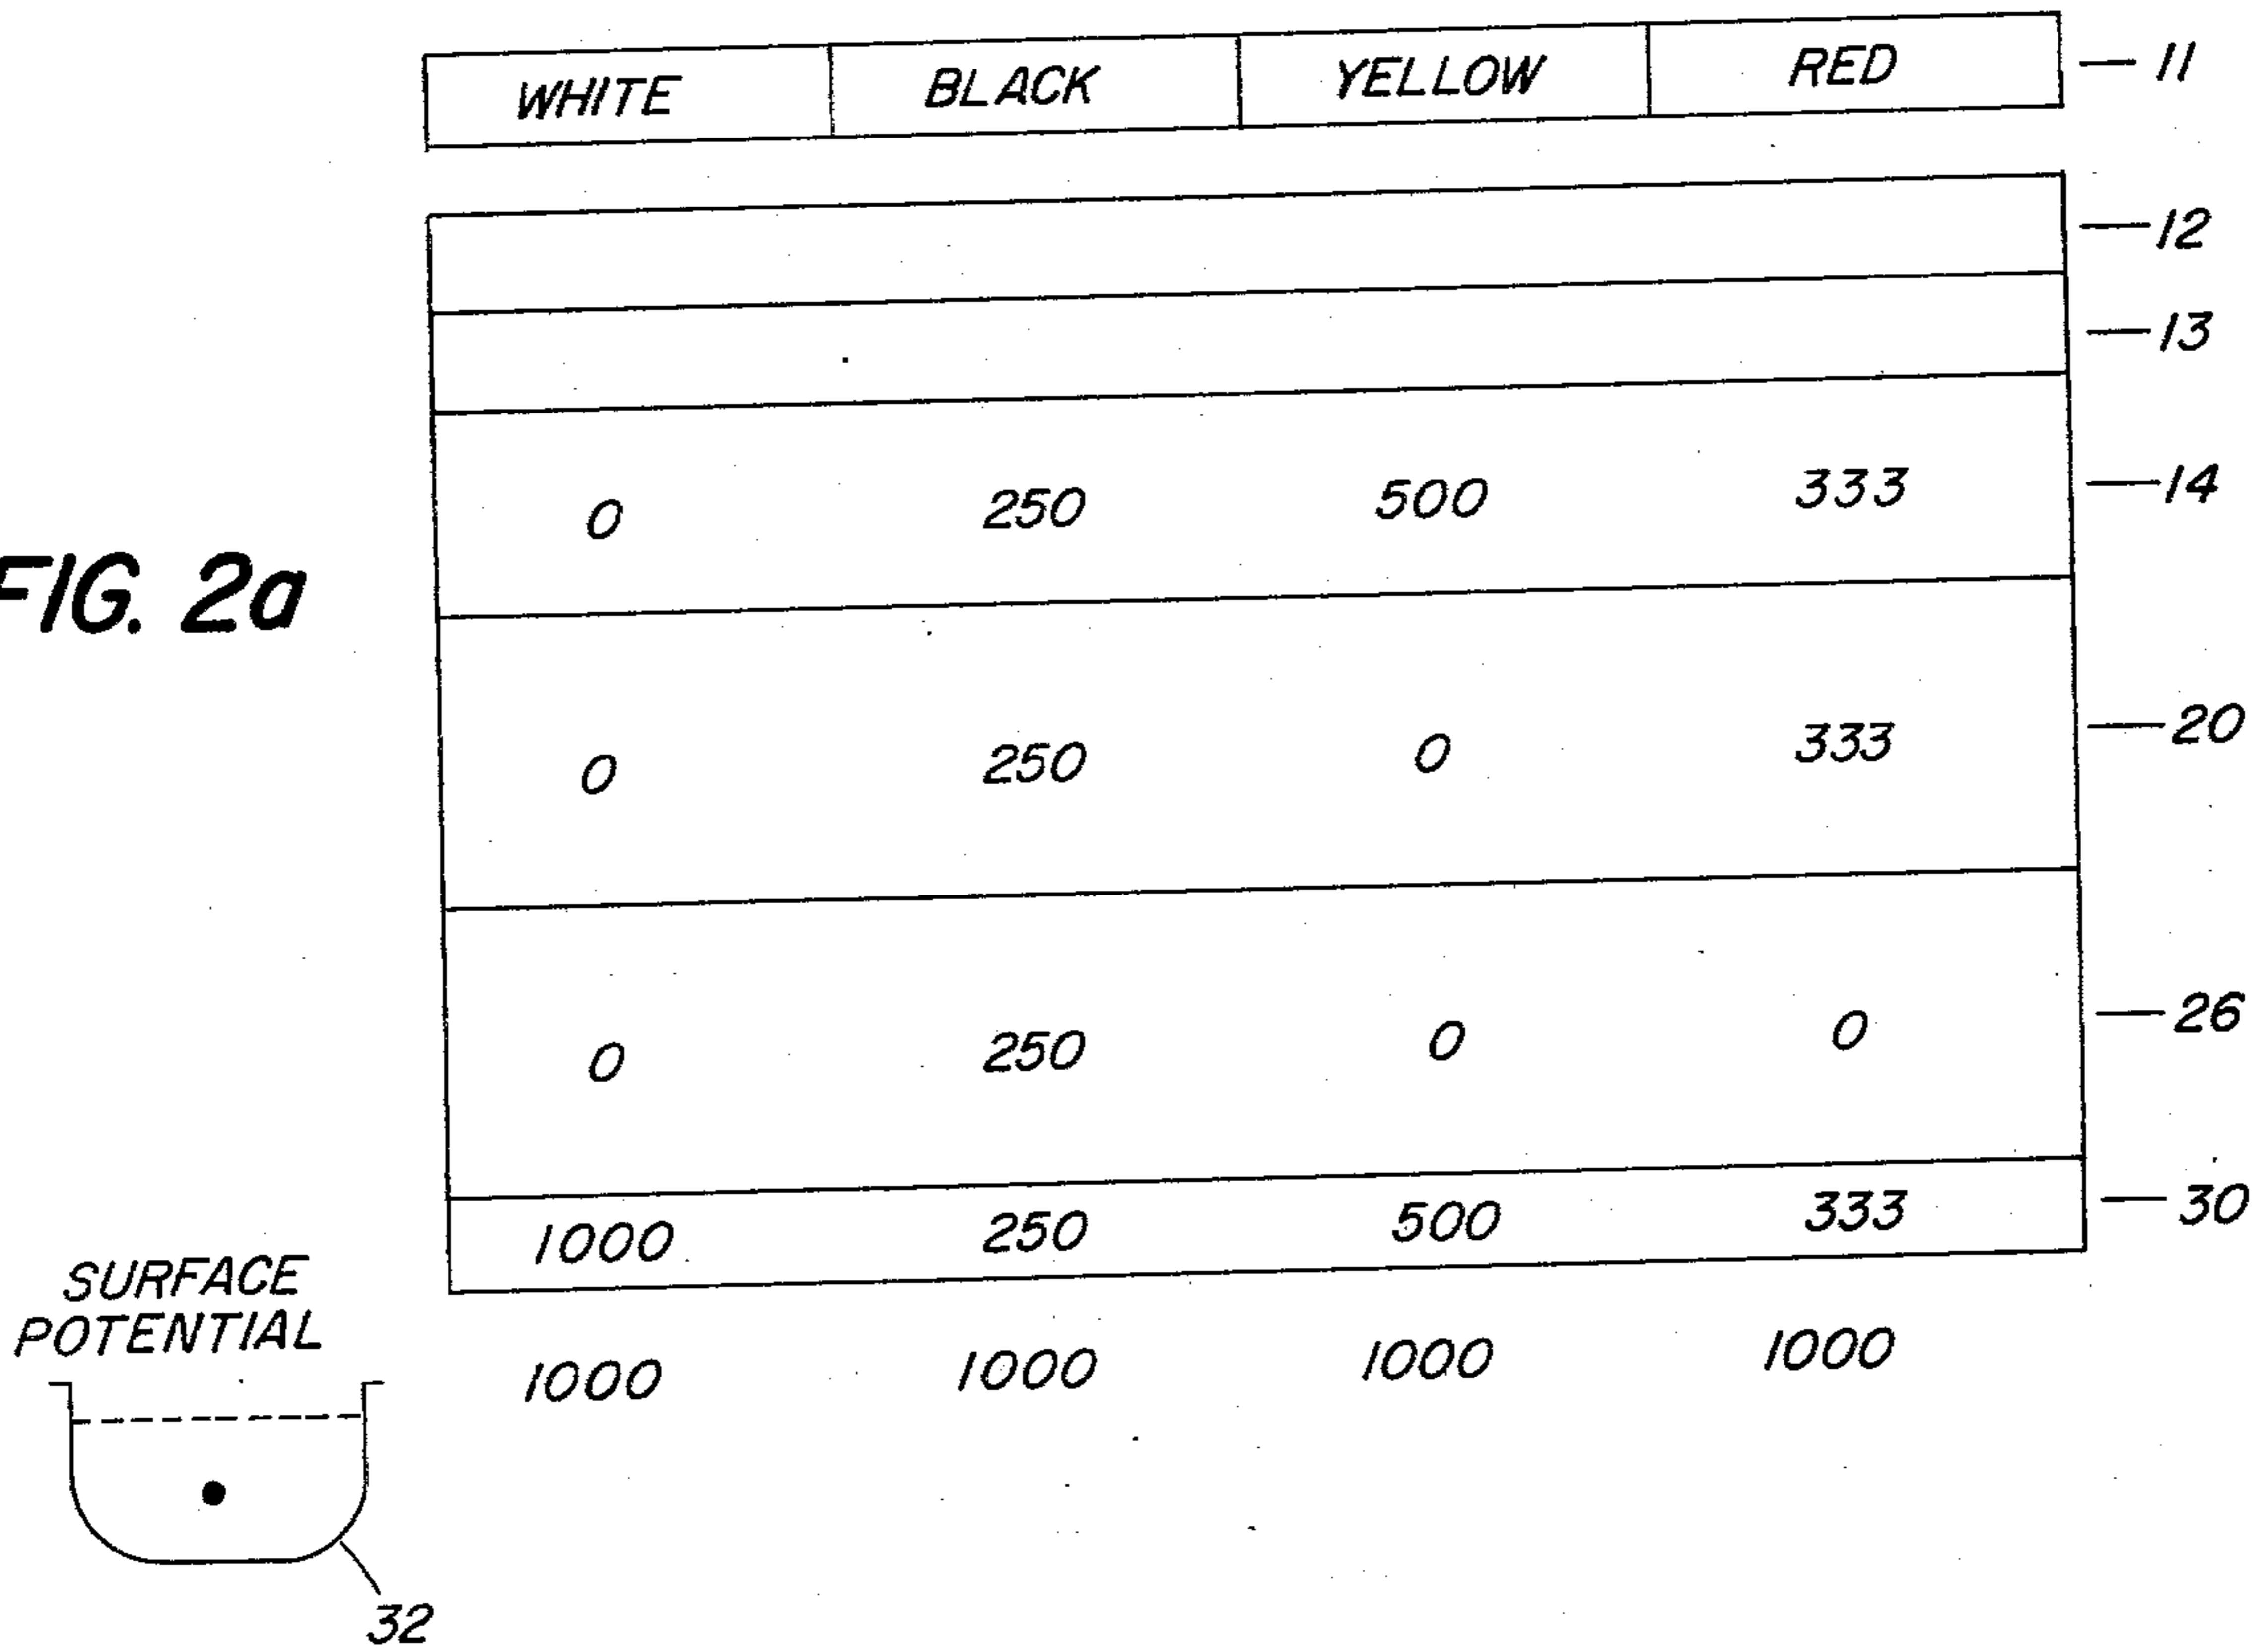 WHITE BLACK YELLOW RED 11
12
13
0 250 500 333 14
FIG. 2a
0 250 0 333 20
0 250 0 0 26
1000 250 500 333 30
SURFACE
POTENTIAL
1000 1000 1000 1000
32